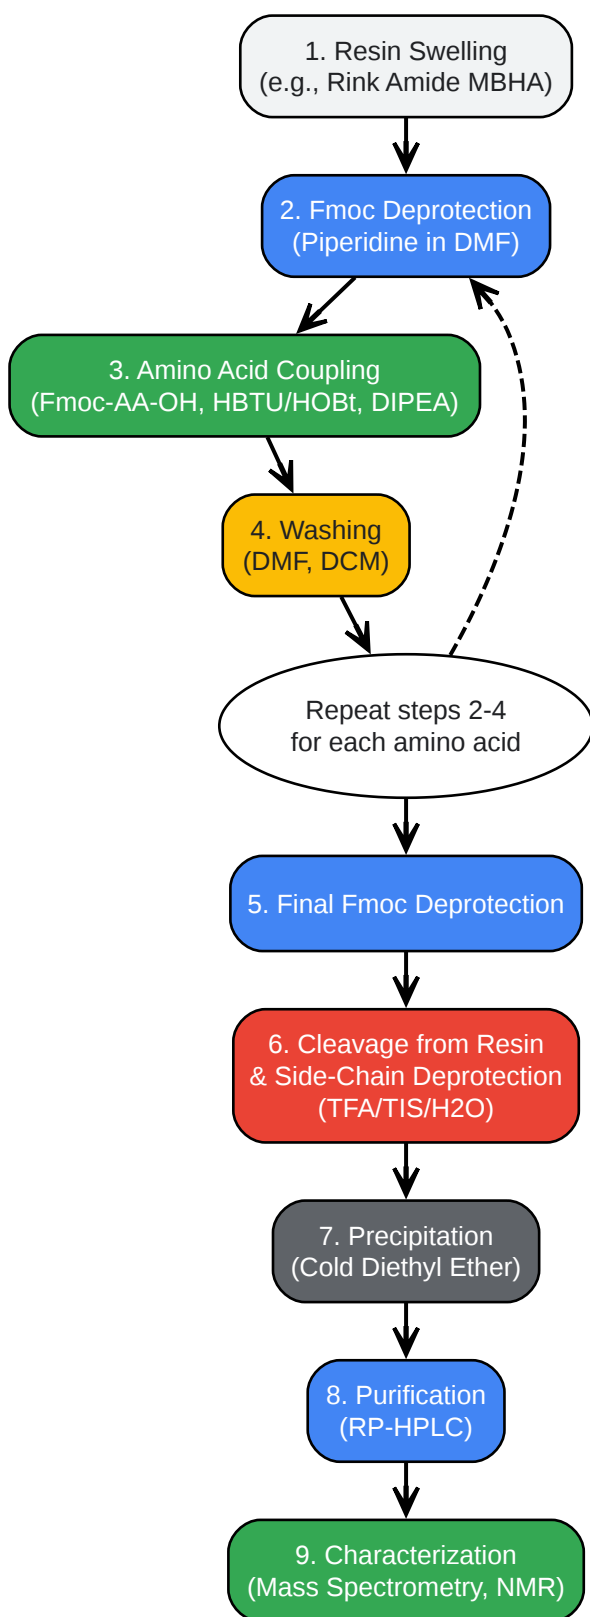 1. Resin Swelling
(e.g., Rink Amide MBHA)
2. Fmoc Deprotection
(Piperidine in DMF)
3. Amino Acid Coupling
(Fmoc-AA-OH, HBTU/HOBt, DIPEA)
4. Washing
(DMF, DCM)
Repeat steps 2-4
for each amino acid
5. Final Fmoc Deprotection
6. Cleavage from Resin
& Side-Chain Deprotection
(TFA/TIS/H2O)
7. Precipitation
(Cold Diethyl Ether)
8. Purification
(RP-HPLC)
9. Characterization
(Mass Spectrometry, NMR)